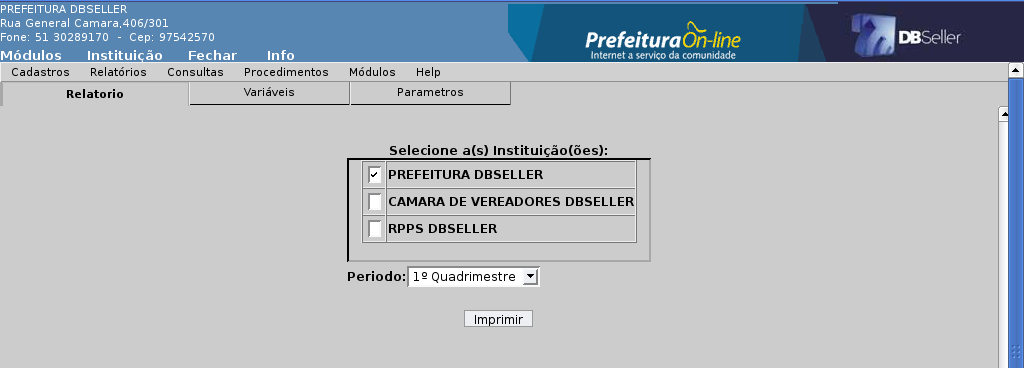 PREFEITURA DBSELLER
Rua General Camara,406/301
Fone: 51 30289170 - Cep: 97542570
Prefeitura On-line
Internet a serviço da comunidade
DBSeller
Módulos Instituição Fechar Info
Cadastros Relatórios Consultas Procedimentos Módulos Help
Relatorio Variáveis Parametros
Selecione a(s) Instituição(ões):
PREFEITURA DBSELLER
CAMARA DE VEREADORES DBSELLER
RPPS DBSELLER
Periodo: 1º Quadrimestre
Imprimir